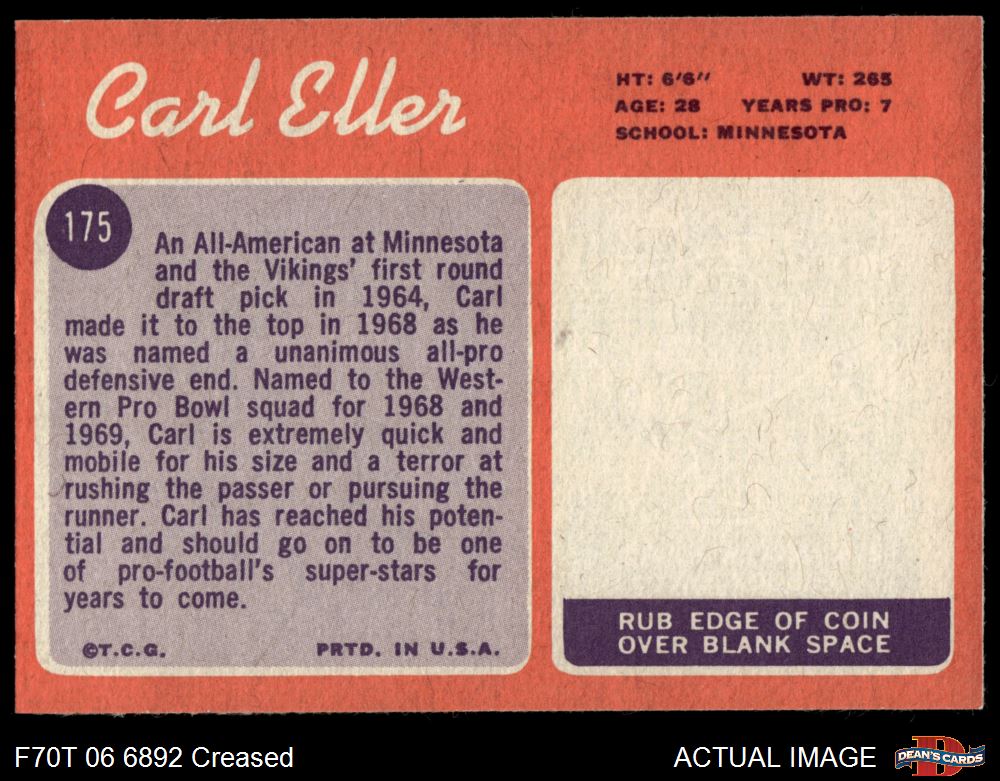 Carl Eller
HT: 6'6" WT: 265
AGE: 28 YEARS PRO: 7
SCHOOL: MINNESOTA
175
An All-American at Minnesota
and the Vikings' first round
draft pick in 1964, Carl
made it to the top in 1968 as he
was named a unanimous all-pro
defensive end. Named to the West-
ern Pro Bowl squad for 1968 and
1969, Carl is extremely quick and
mobile for his size and a terror at
rushing the passer or pursuing the
runner. Carl has reached his poten-
tial and should go on to be one
of pro-football's super-stars for
years to come.
©T.C.G. PRTD. IN U.S.A.
RUB EDGE OF COIN
OVER BLANK SPACE
F70T 06 6892 Creased
ACTUAL IMAGE
D
DEAN'S CARDS